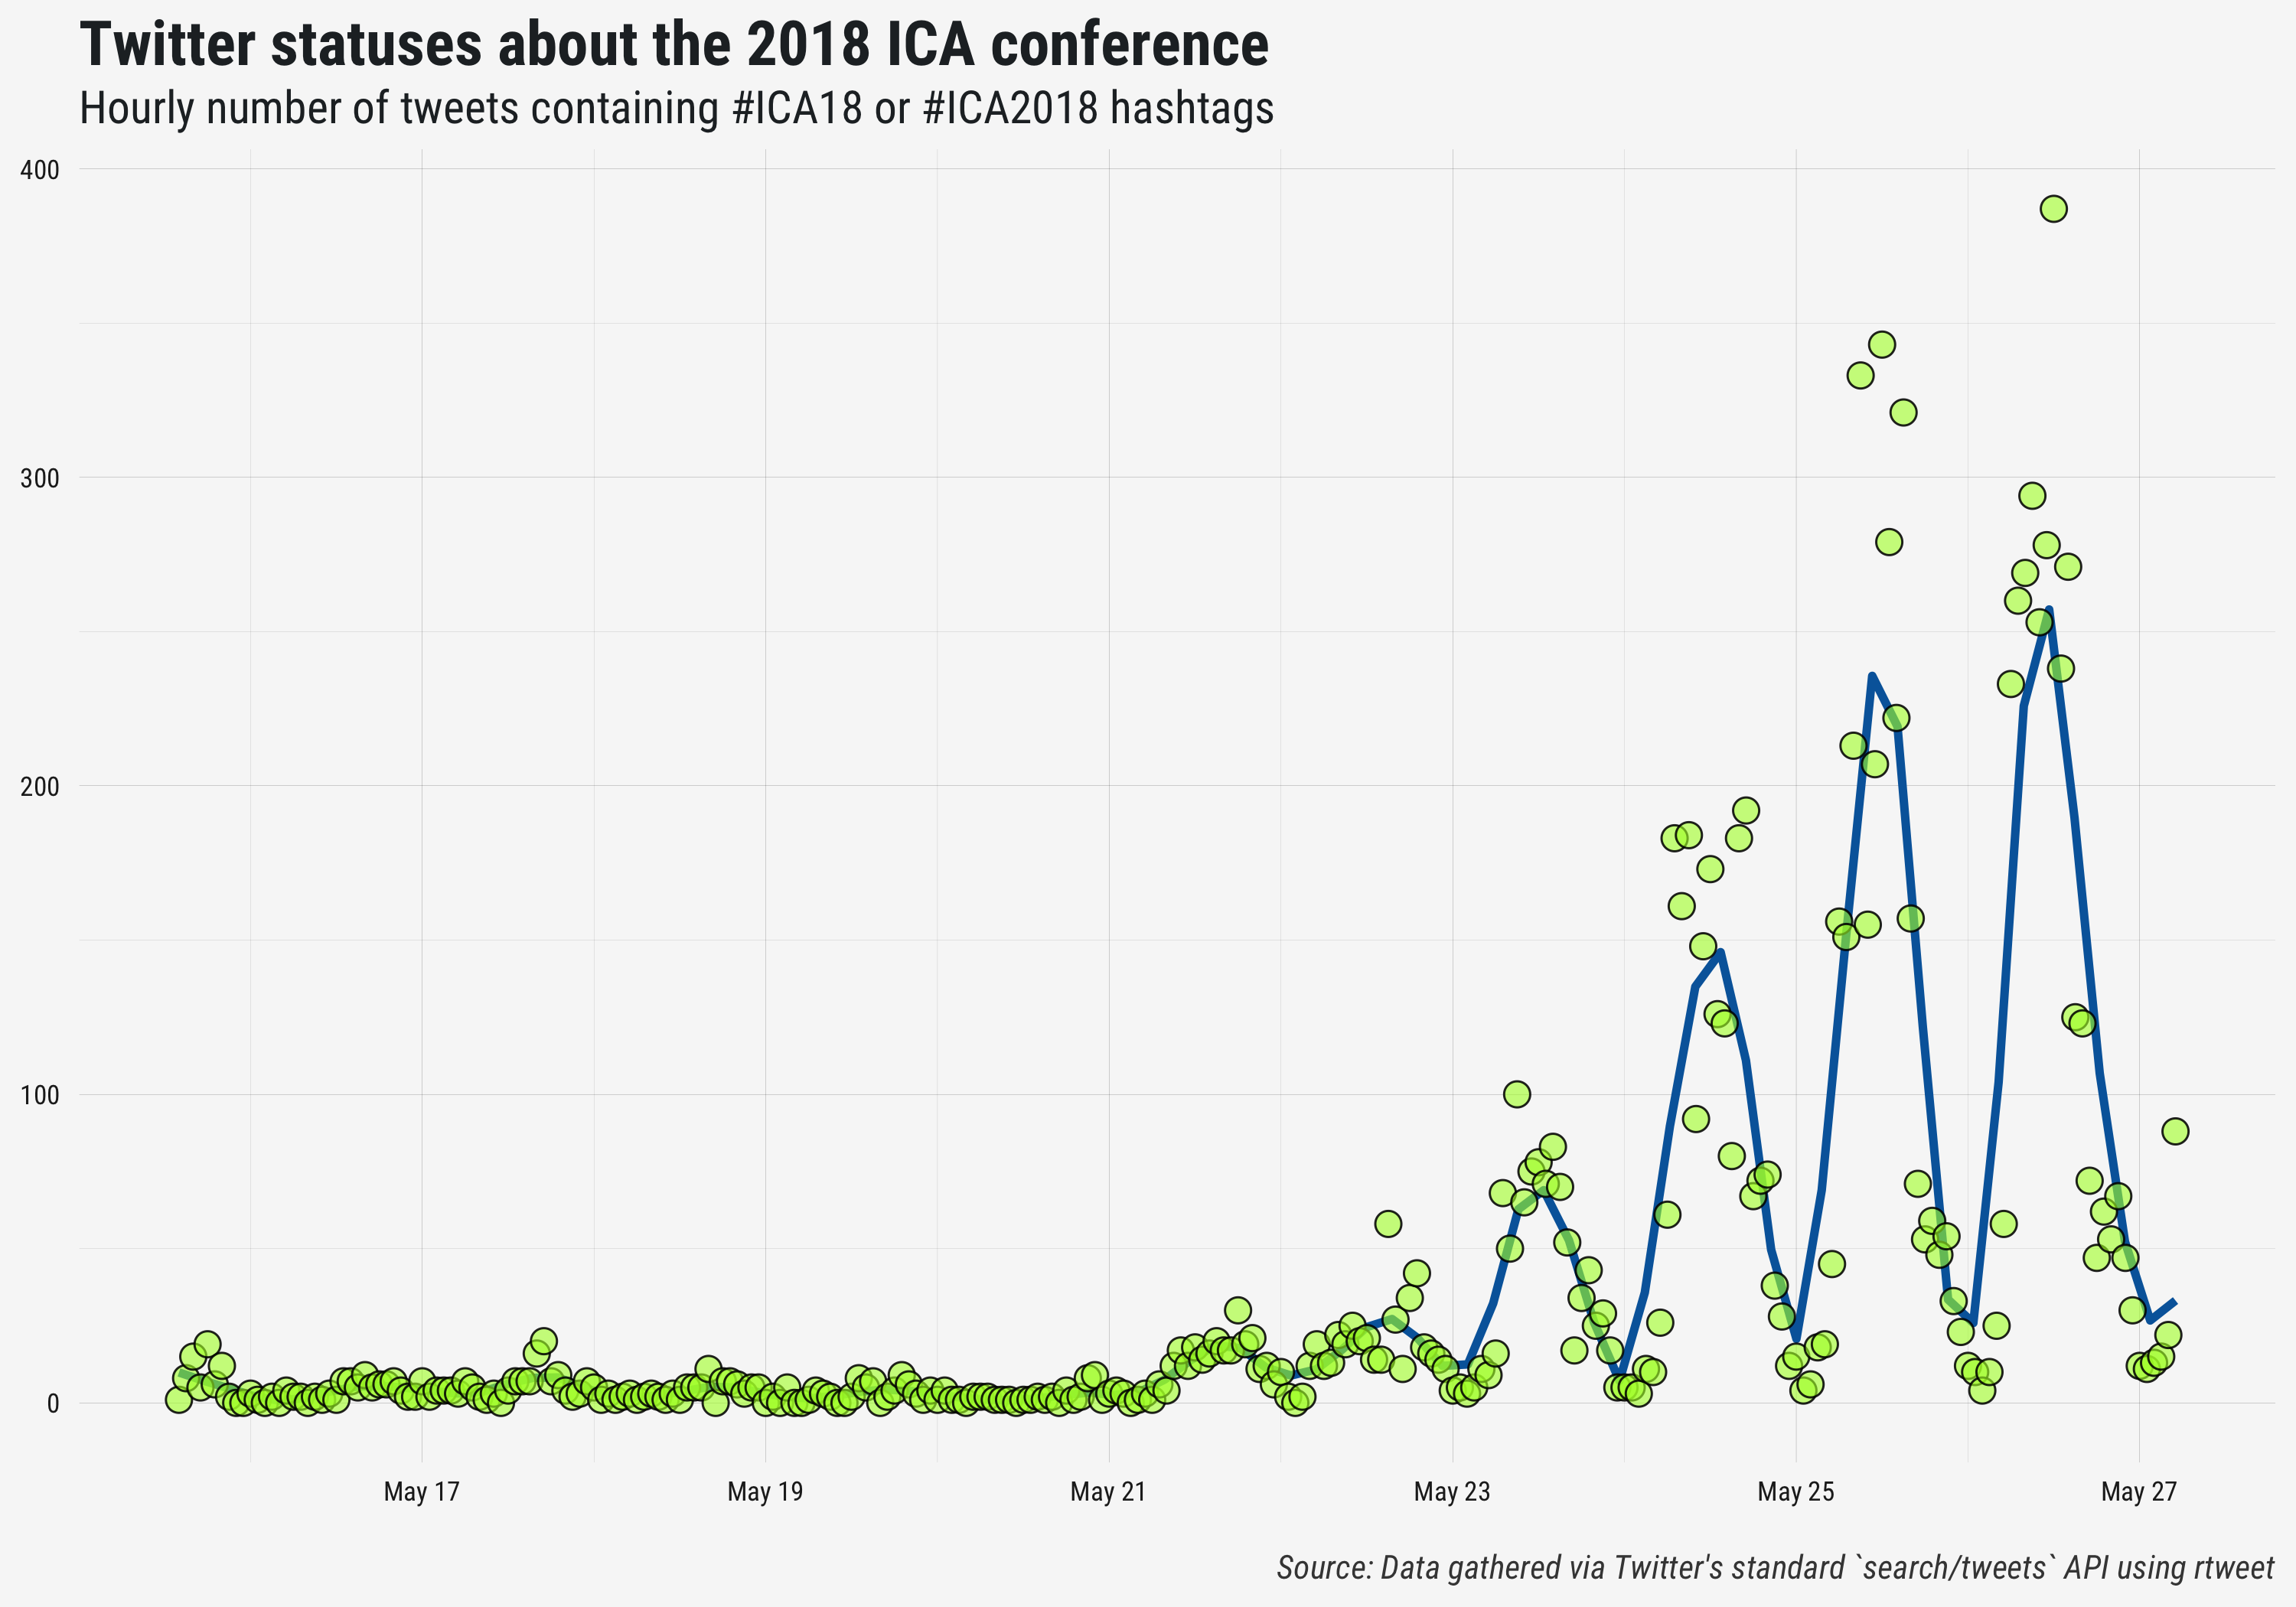 Twitter statuses about the 2018 ICA conference
Hourly number of tweets containing #ICA18 or #ICA2018 hashtags
400
300
200
100
0
May 17 May 19 May 21 May 23 May 25 May 27
Source: Data gathered via Twitter's standard `search/tweets` API using rtweet